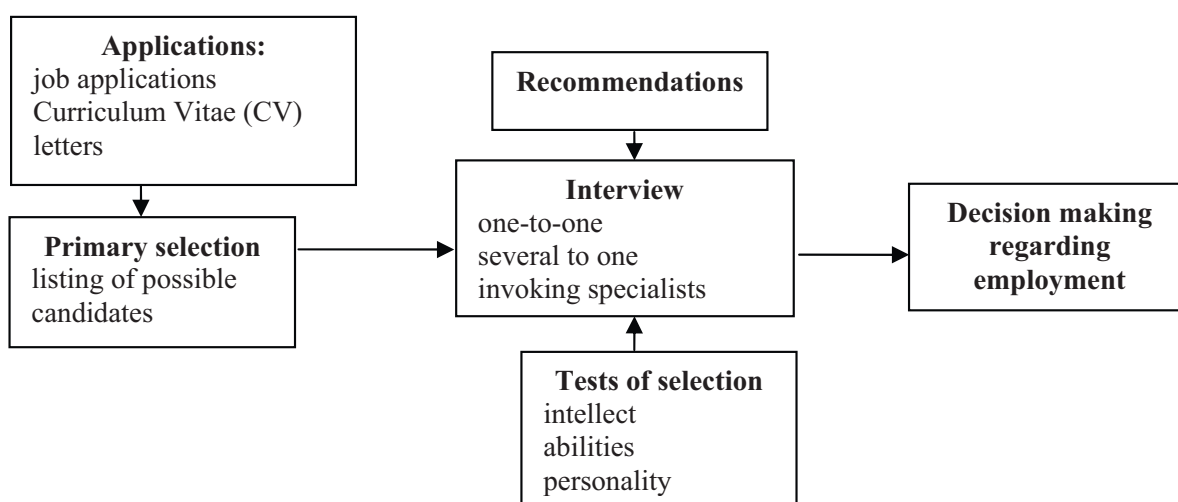 Applications:
job applications
Curriculum Vitae (CV)
letters
Recommendations
Primary selection
listing of possible
candidates
Interview
one-to-one
several to one
invoking specialists
Decision making
regarding
employment
Tests of selection
intellect
abilities
personality